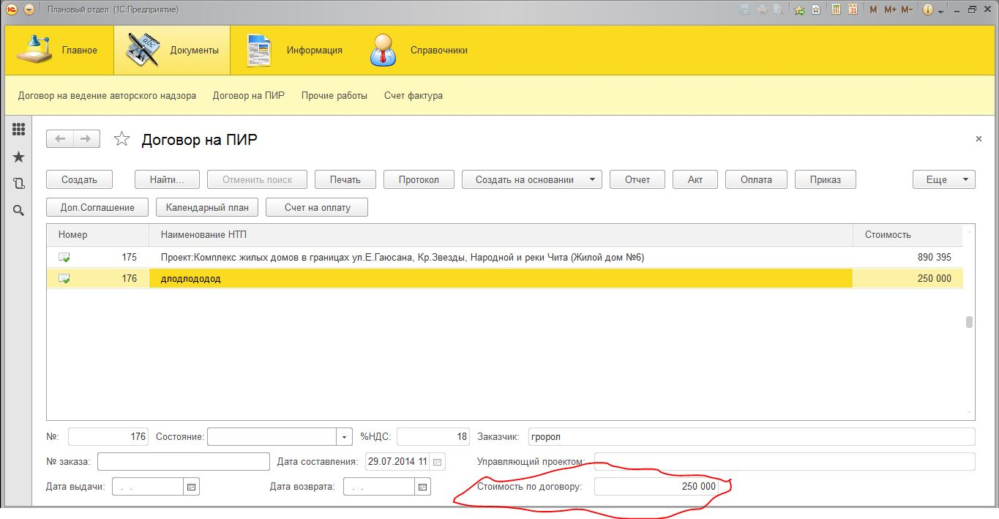 Плановый отдел (1С:Предприятие)
31 M M+ M-
Главное Документы Информация Справочники
Договор на ведение авторского надзора Договор на ПИР Прочие работы Счет фактура
Договор на ПИР
Создать Найти... Отменить поиск Печать Протокол Создать на основании Отчет Акт Оплата Приказ Еще
Доп.Соглашение Календарный план Счет на оплату
Номер Наименование НТП Стоимость
175 Проект:Комплекс жилых домов в границах ул.Е.Гаюсана, Кр.Звезды, Народной и реки Чита (Жилой дом №6) 890 395
176 длодлододод 250 000
№: 176 Состояние: %НДС: 18 Заказчик: гророл
№ заказа: Дата составления: 29.07.2014 11 Управляющий проектом:
Дата выдачи: . . Дата возврата: . . Стоимость по договору: 250 000